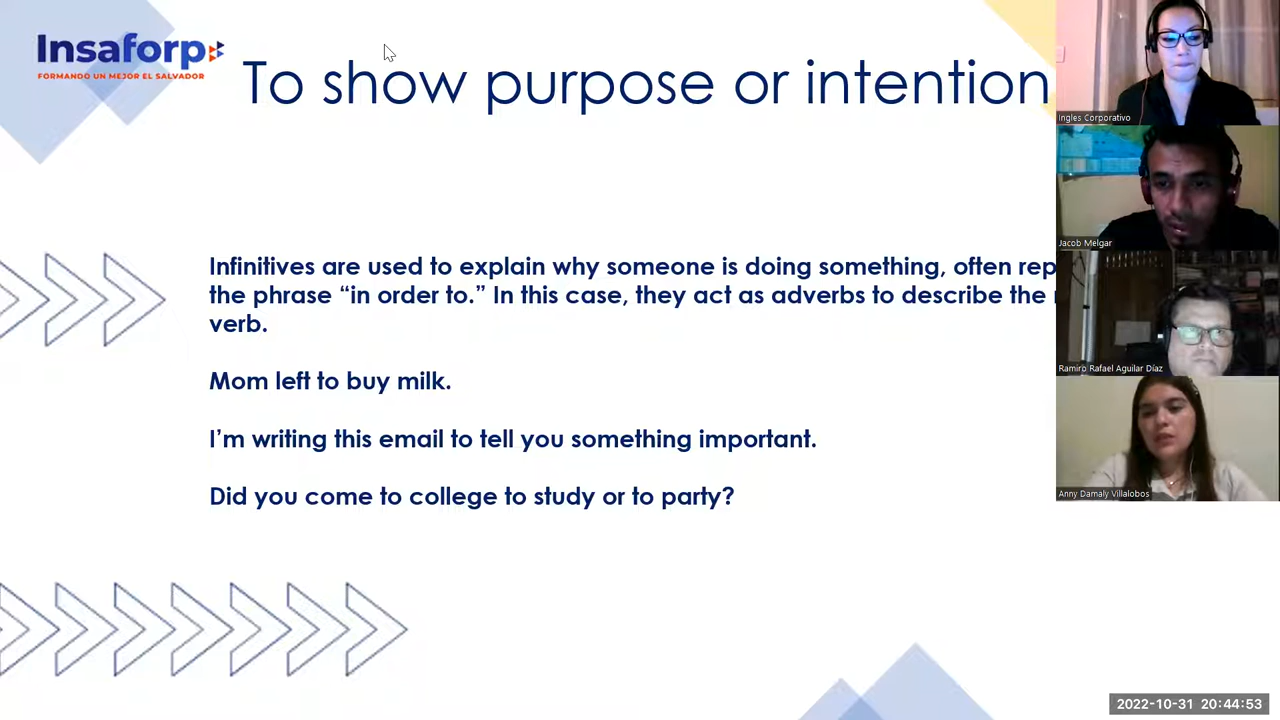 Insaforp
FORMANDO UN MEJOR EL SALVADOR
To show purpose or intention
Infinitives are used to explain why someone is doing something, often rep
the phrase “in order to.” In this case, they act as adverbs to describe the
verb.
Mom left to buy milk.
I’m writing this email to tell you something important.
Did you come to college to study or to party?
Ingles Corporativo
Jacob Melgar
Ramiro Rafael Aguilar Díaz
Anny Damaly Villalobos
2022-10-31 20:44:53